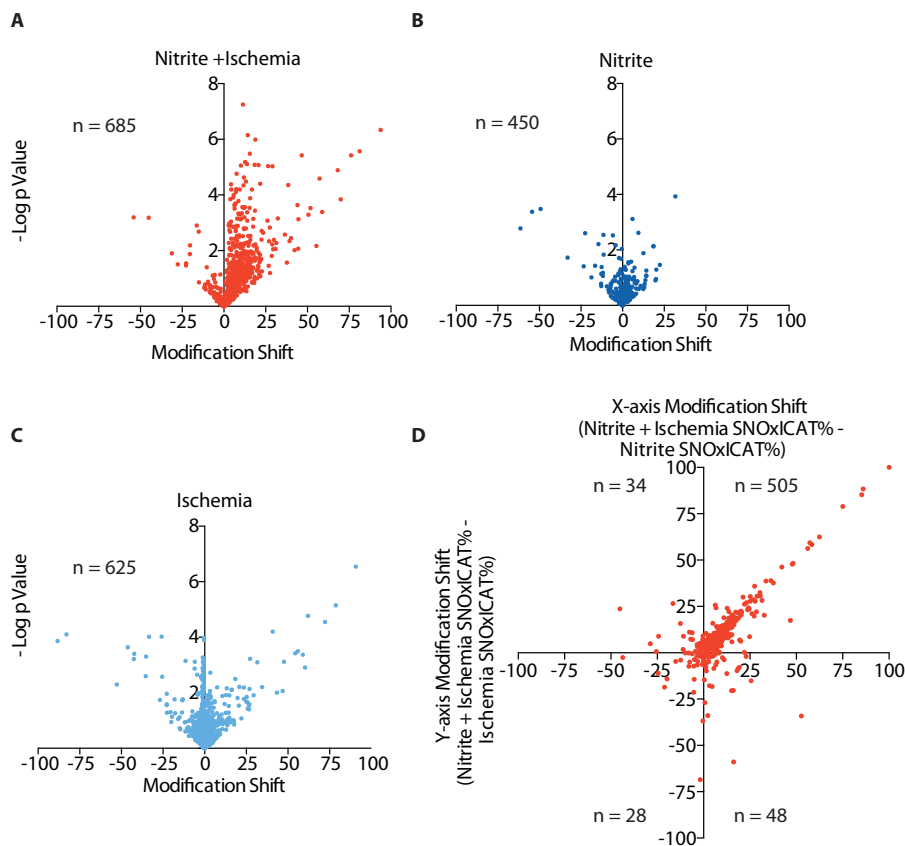 A
Nitrite +Ischemia
n = 685
- Log p Value
8
6
4
2
-100 -75 -50 -25 0 25 50 75 100
Modification Shift
B
Nitrite
n = 450
8
6
4
2
-100 -75 -50 -25 0 25 50 75 100
Modification Shift
C
Ischemia
n = 625
- Log p Value
8
6
4
2
-100 -75 -50 -25 0 25 50 75 100
Modification Shift
D
X-axis Modification Shift
(Nitrite + Ischemia SNOxICAT% -
Nitrite SNOxICAT%)
Y-axis Modification Shift
(Nitrite + Ischemia SNOxICAT% -
Ischemia SNOxICAT%)
n = 34
n = 505
100
75
50
25
-100 -75 -50 -25 0 25 50 75 100
-25
-50
-75
-100
n = 28
n = 48